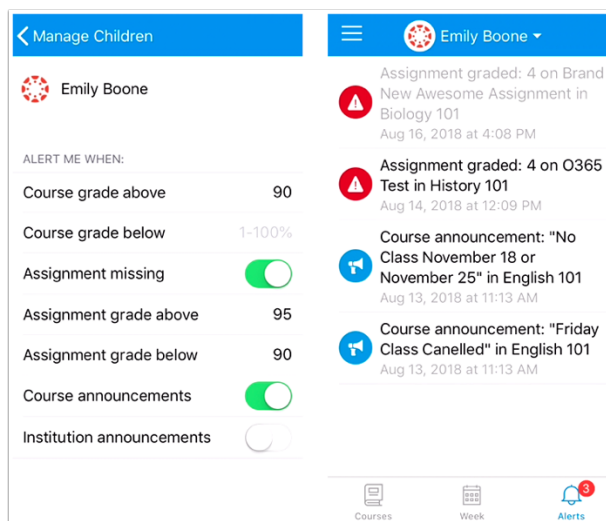 Manage Children
Emily Boone
ALERT ME WHEN:
Course grade above 90
Course grade below 1-100%
Assignment missing
Assignment grade above 95
Assignment grade below 90
Course announcements
Institution announcements
Emily Boone
Assignment graded: 4 on Brand
New Awesome Assignment in
Biology 101
Aug 16, 2018 at 4:08 PM
Assignment graded: 4 on O365
Test in History 101
Aug 14, 2018 at 12:09 PM
Course announcement: "No
Class November 18 or
November 25" in English 101
Aug 13, 2018 at 11:13 AM
Course announcement: "Friday
Class Canelled" in English 101
Aug 13, 2018 at 11:13 AM
3
Courses Week Alerts